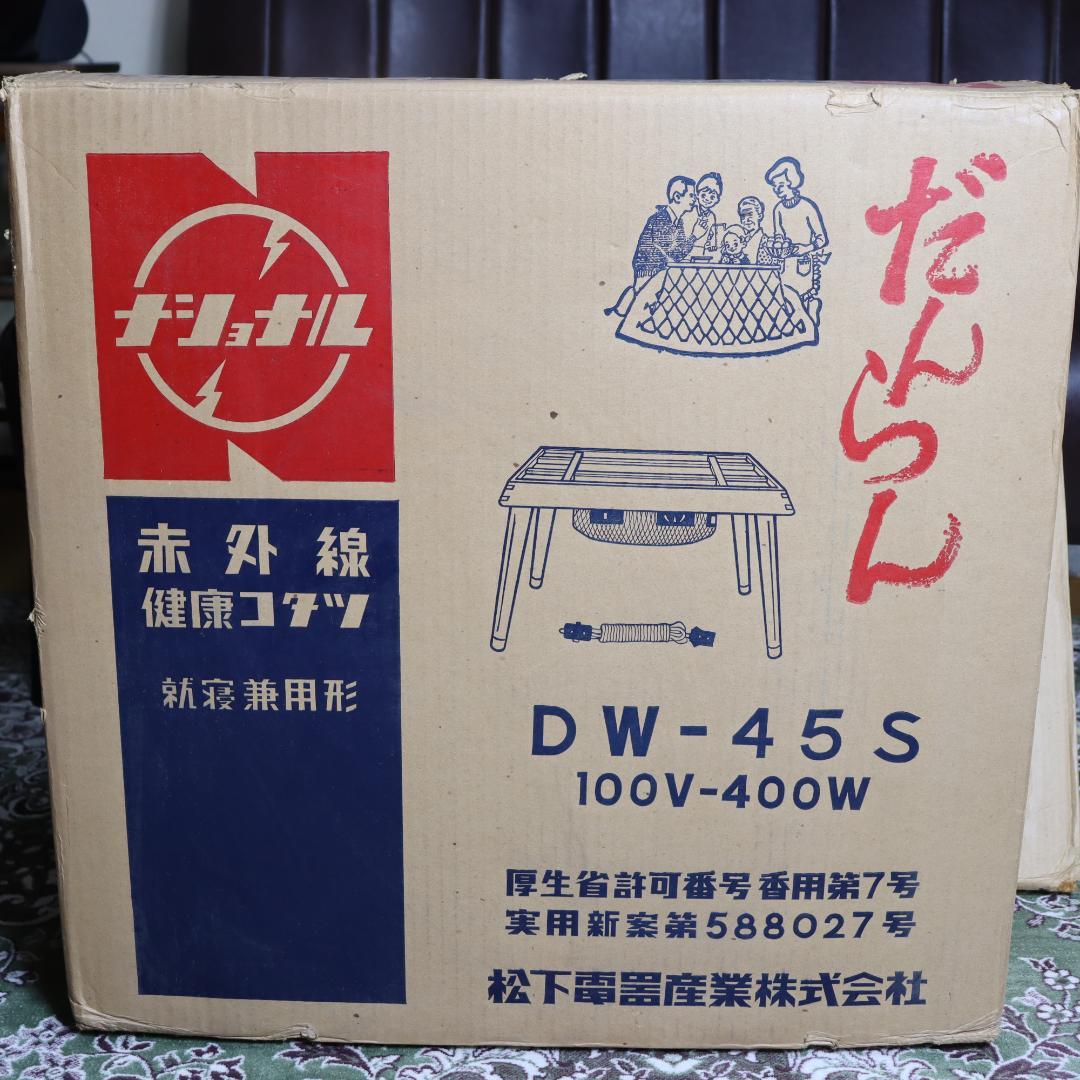 ナショナル
だんらん
赤外線
健康コタツ
就寝兼用形
DW-45S
100V-400W
厚生省許可番号香用第7号
実用新案第588027号
松下電器産業株式会社